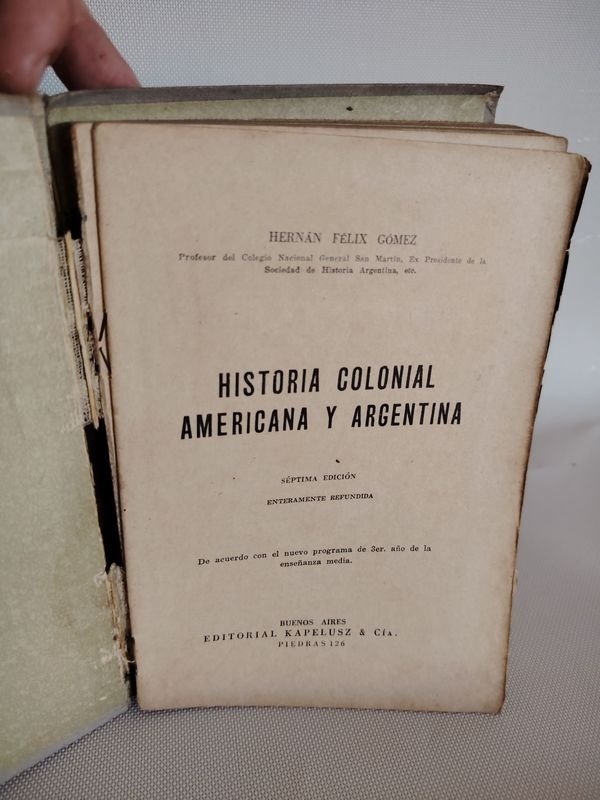 HERNÁN FÉLIX GÓMEZ
Profesor del Colegio Nacional General San Martín, Ex Presidente de la
Sociedad de Historia Argentina, etc.
HISTORIA COLONIAL
AMERICANA Y ARGENTINA
SÉPTIMA EDICIÓN
ENTERAMENTE REFUNDIDA
De acuerdo con el nuevo programa de 3er. año de la
enseñanza media.
BUENOS AIRES
EDITORIAL KAPELUSZ & Cía.
PIEDRAS 126